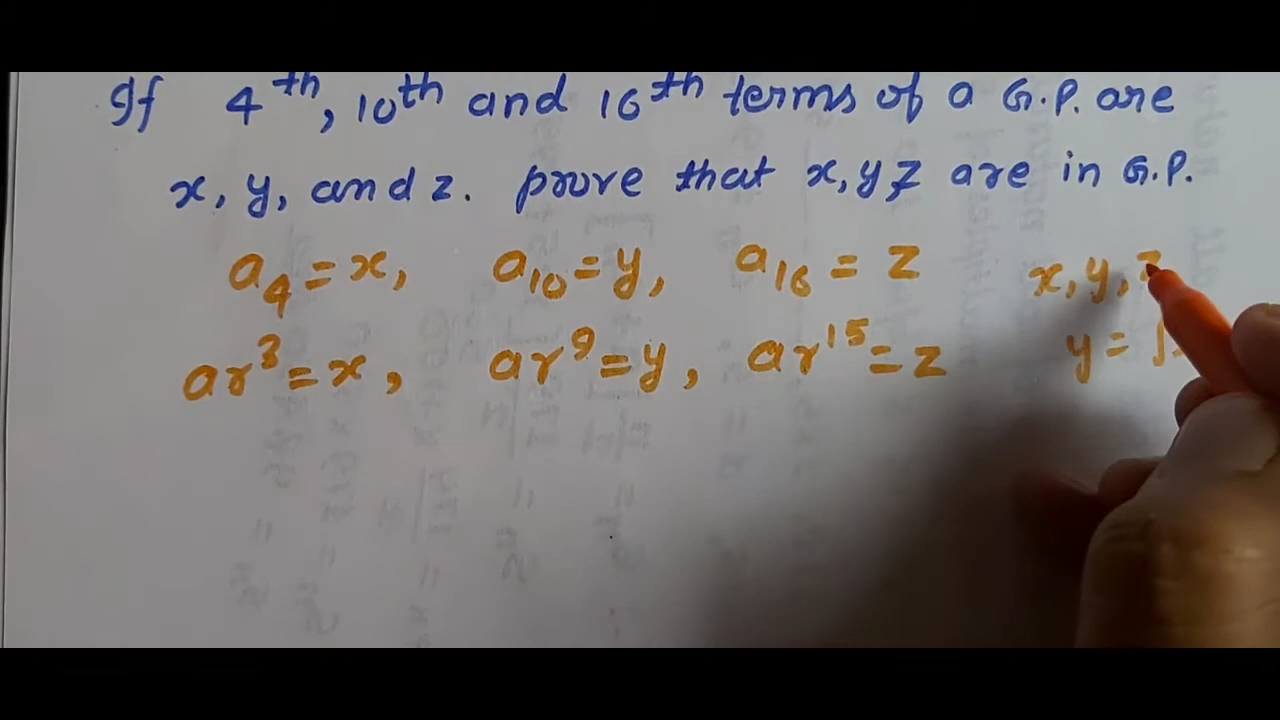 If 4th, 10th and 16th terms of a G.P. are
x, y, and z. prove that x,y,z are in G.P.
a₄ = x, a₁₀ = y, a₁₆ = z x, y, z
ar³ = x, ar⁹ = y, ar¹⁵ = z y =